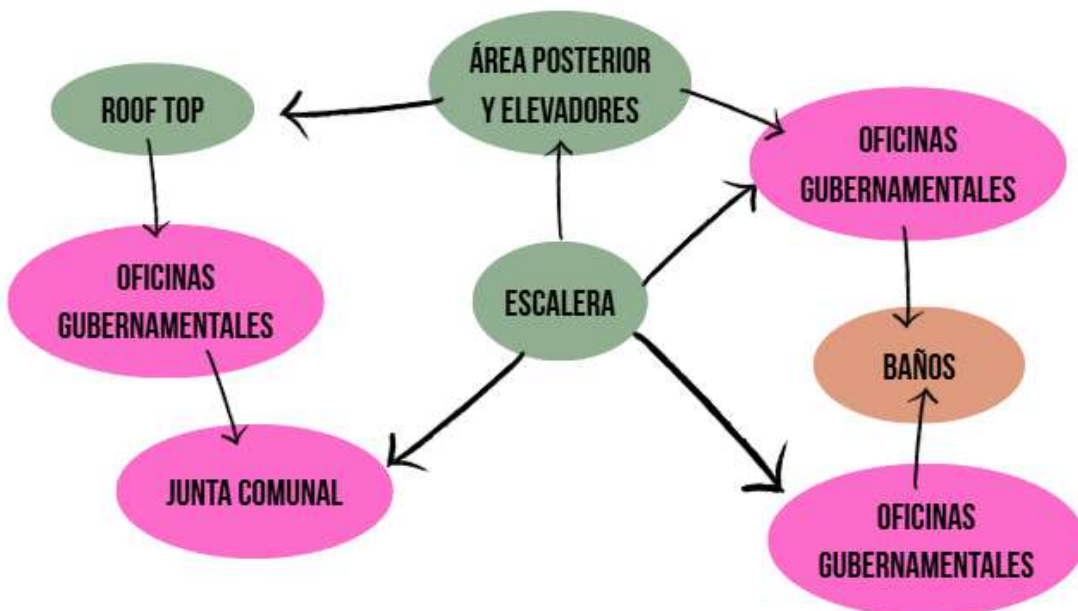 ÁREA POSTERIOR
Y ELEVADORES
ROOF TOP
OFICINAS
GUBERNAMENTALES
OFICINAS
GUBERNAMENTALES
ESCALERA
BAÑOS
JUNTA COMUNAL
OFICINAS
GUBERNAMENTALES